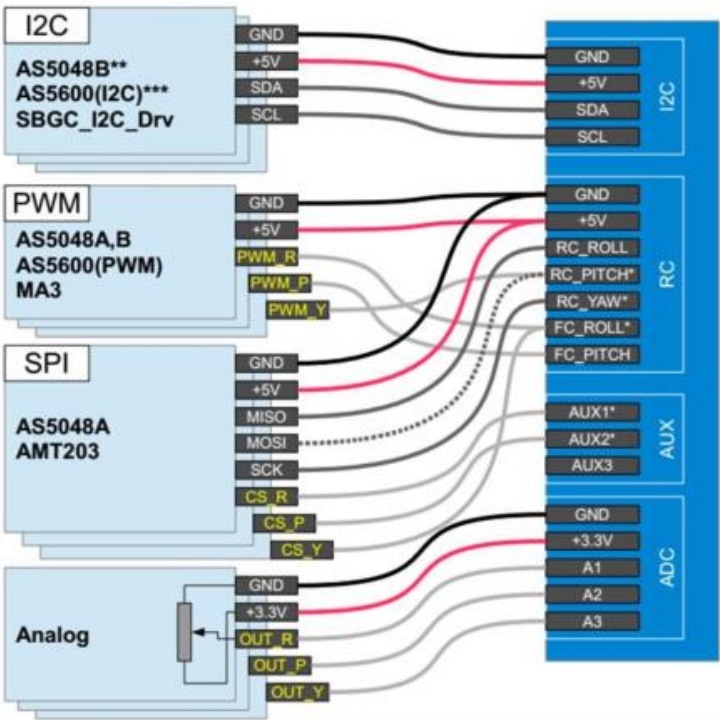 I2C
AS5048B**
AS5600(I2C)***
SBGC_I2C_Drv
GND
+5V
SDA
SCL
PWM
AS5048A,B
AS5600(PWM)
MA3
GND
+5V
PWM_R
PWM_P
PWM_Y
SPI
AS5048A
AMT203
GND
+5V
MISO
MOSI
SCK
CS_R
CS_P
CS_Y
Analog
GND
+3.3V
OUT_R
OUT_P
OUT_Y
GND
+5V
SDA
SCL
I2C
GND
+5V
RC_ROLL
RC_PITCH*
RC_YAW*
FC_ROLL*
FC_PITCH
RC
AUX1*
AUX2*
AUX3
AUX
GND
+3.3V
A1
A2
A3
ADC